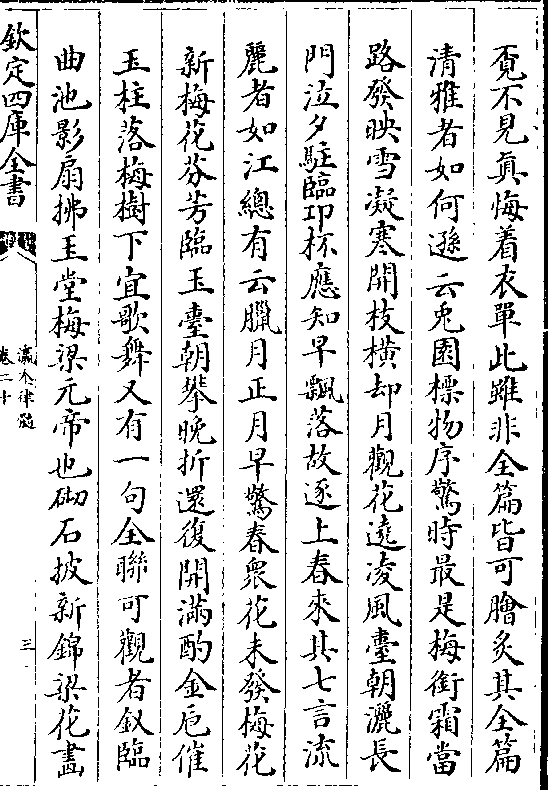 覓不見真悔着衣單此雖非全篇皆可膾炙其全篇
清雅者如何遜云兎園標物序驚時最是梅銜霜當
路發映雪凝寒開枝橫却月觀花遶凌風臺朝灑長
門泣夕駐臨卭杯應知早飄落故逐上春來其七言流
麗者如江總有云臘月正月早驚春衆花未發梅花
新梅花芬芳臨玉臺朝攀晚折還復開滿酌金巵催
玉柱落梅樹下宜歌舞又有一句全聯可觀者釵臨
曲池影扇拂玉堂梅梁元帝也砌石披新錦梁花畫
欽定四庫全書
瀛奎律髓
卷二十
三